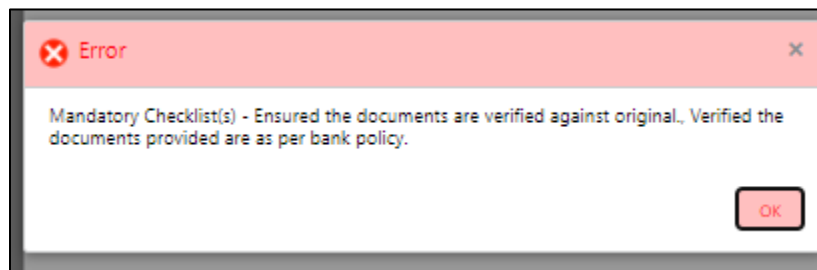 Error
Mandatory Checklist(s) - Ensured the documents are verified against original., Verified the
documents provided are as per bank policy.
OK